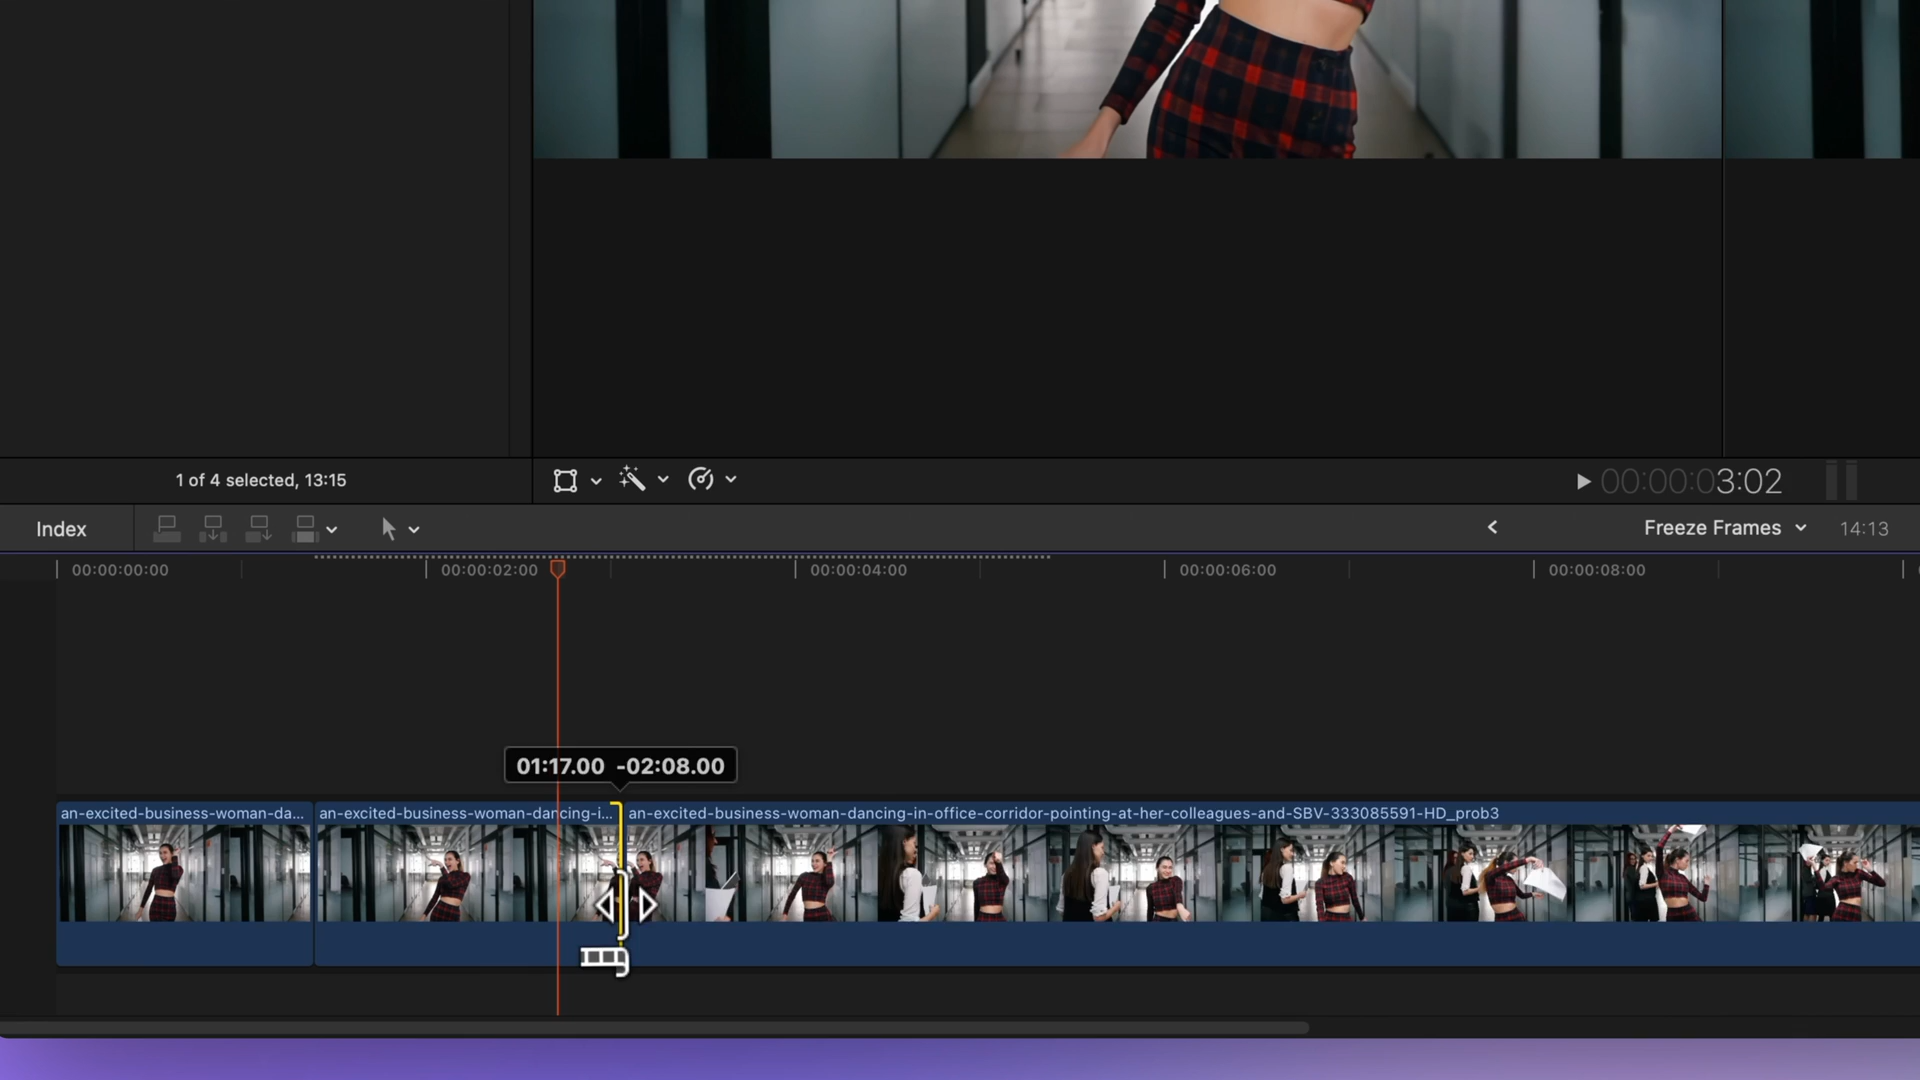 1 of 4 selected, 13:15
00:00:03:02
Index
Freeze Frames
14:13
00:00:00:00
00:00:02:00
00:00:04:00
00:00:06:00
00:00:08:00
01:17.00 -02:08.00
an-excited-business-woman-da...
an-excited-business-woman-dancing-i...
an-excited-business-woman-dancing-in-office-corridor-pointing-at-her-colleagues-and-SBV-333085591-HD_prob3